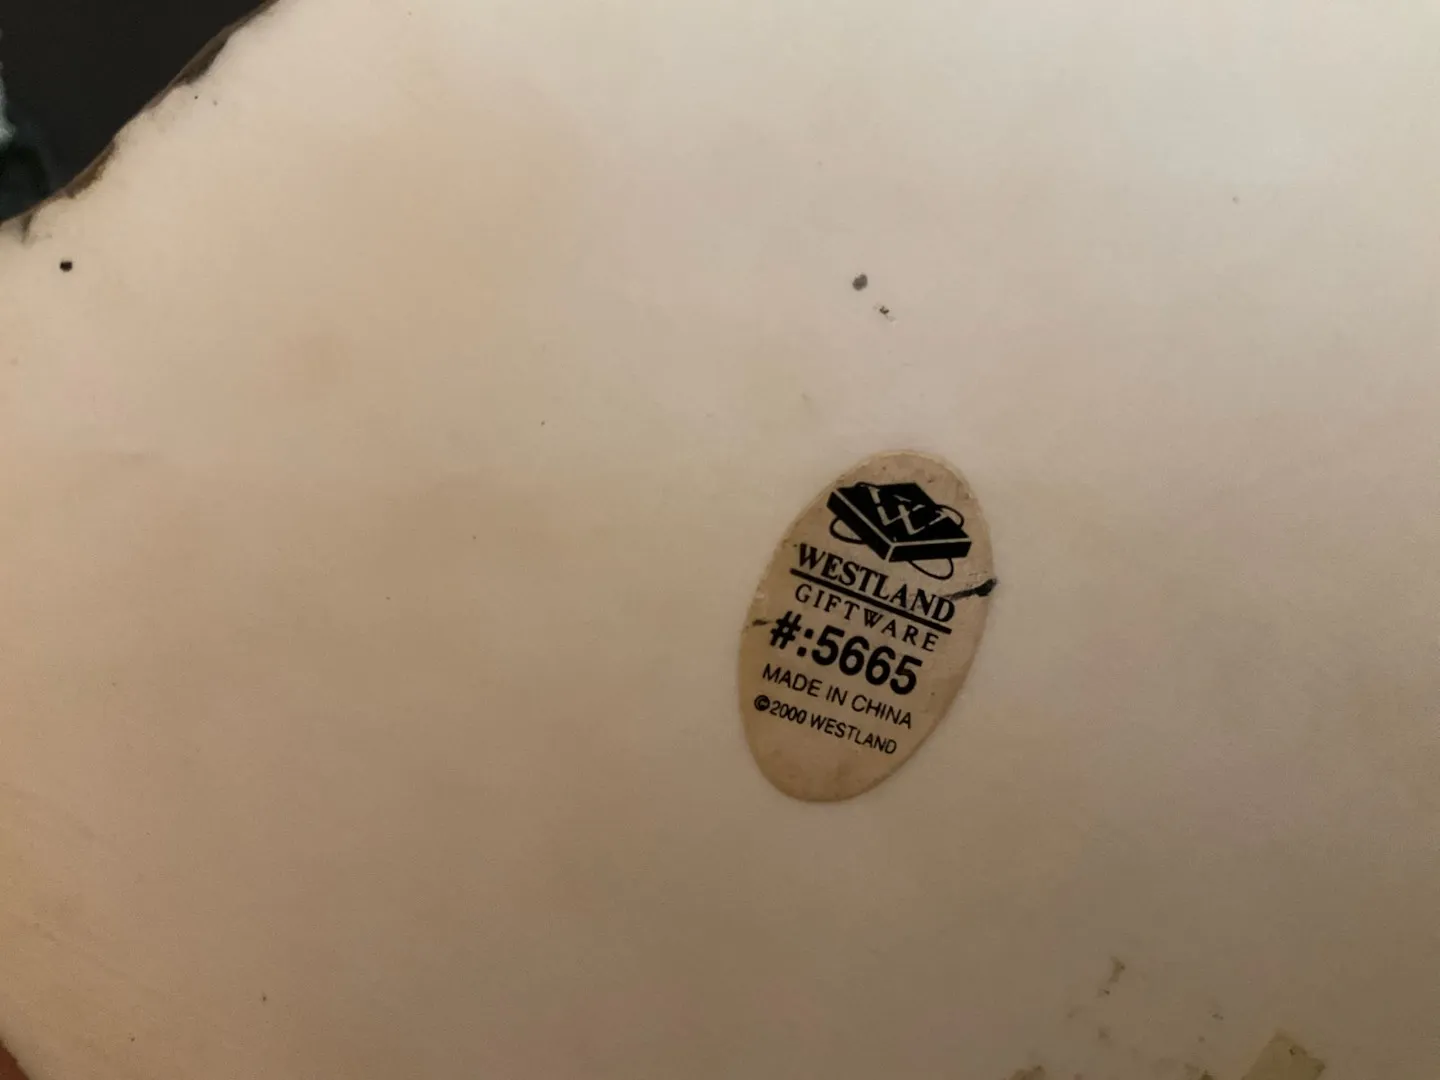 W
WESTLAND
GIFTWARE
#:5665
MADE IN CHINA
©2000 WESTLAND